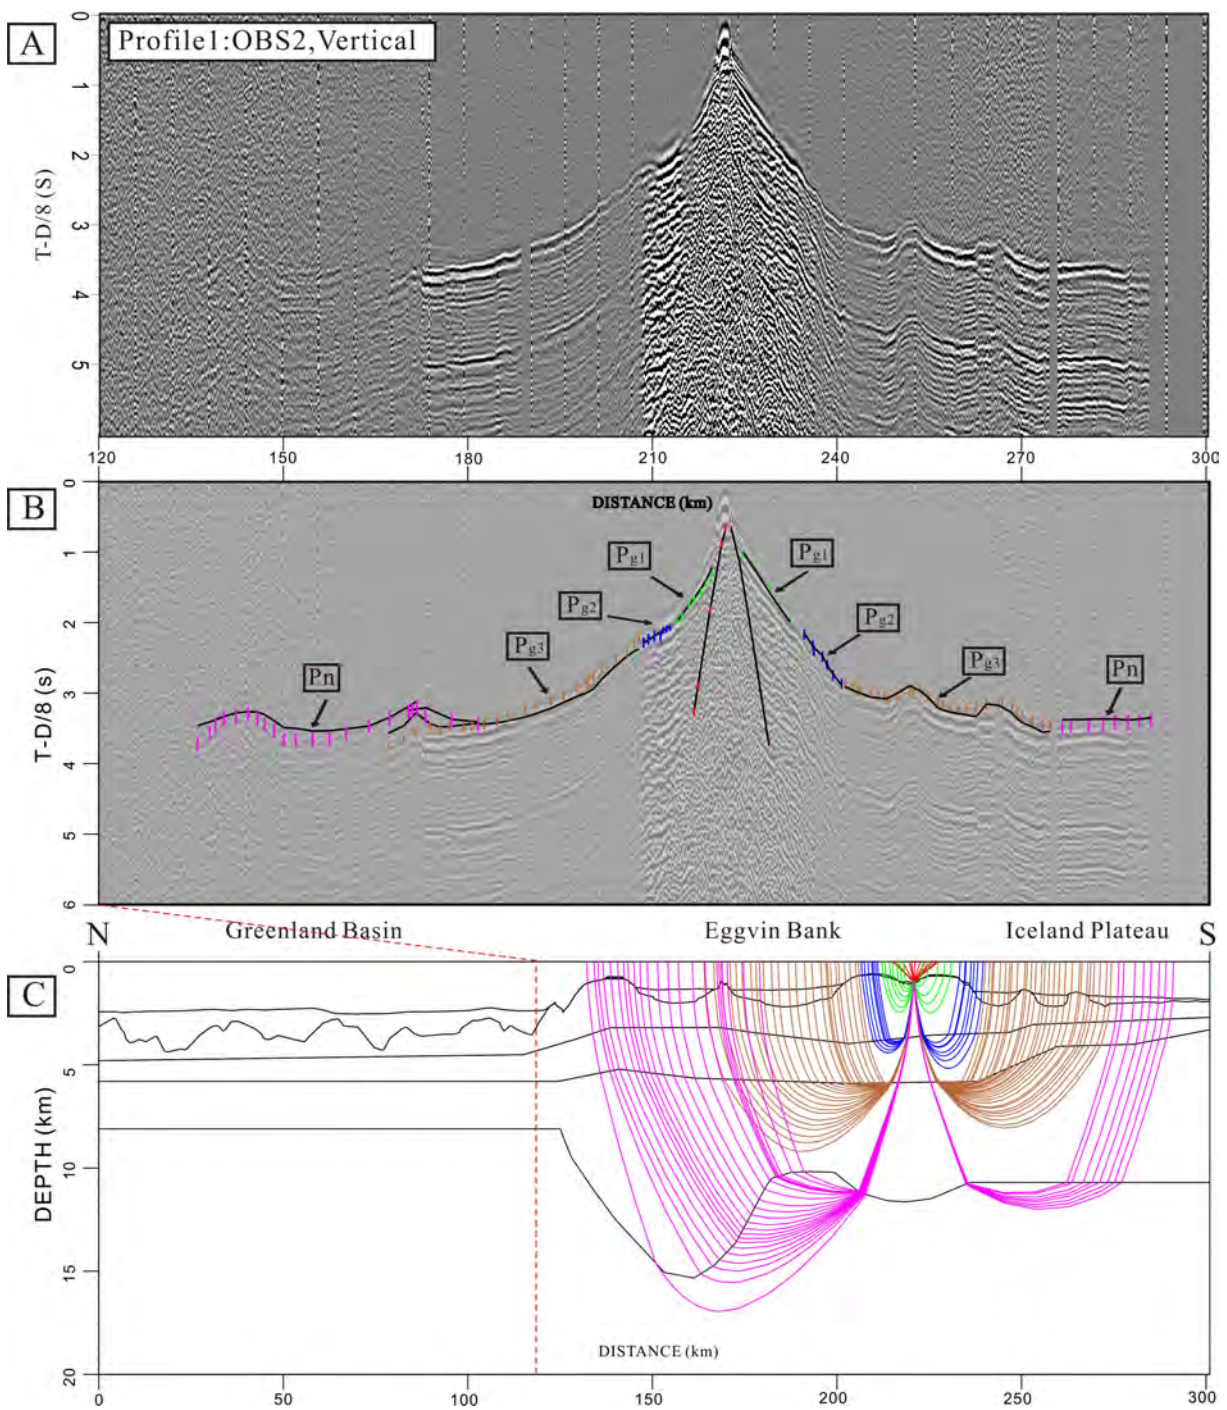 A
Profile1:OBS2,Vertical
T-D/8 (S)
0
1
2
3
4
5
120
150
180
210
240
270
300
B
DISTANCE (km)
T-D/8 (s)
0
1
2
3
4
5
6
Pg1
Pg1
Pg2
Pg2
Pg3
Pg3
Pn
Pn
N
Greenland Basin
Eggvin Bank
Iceland Plateau
S
C
DEPTH (km)
0
5
10
15
20
DISTANCE (km)
0
50
100
150
200
250
300